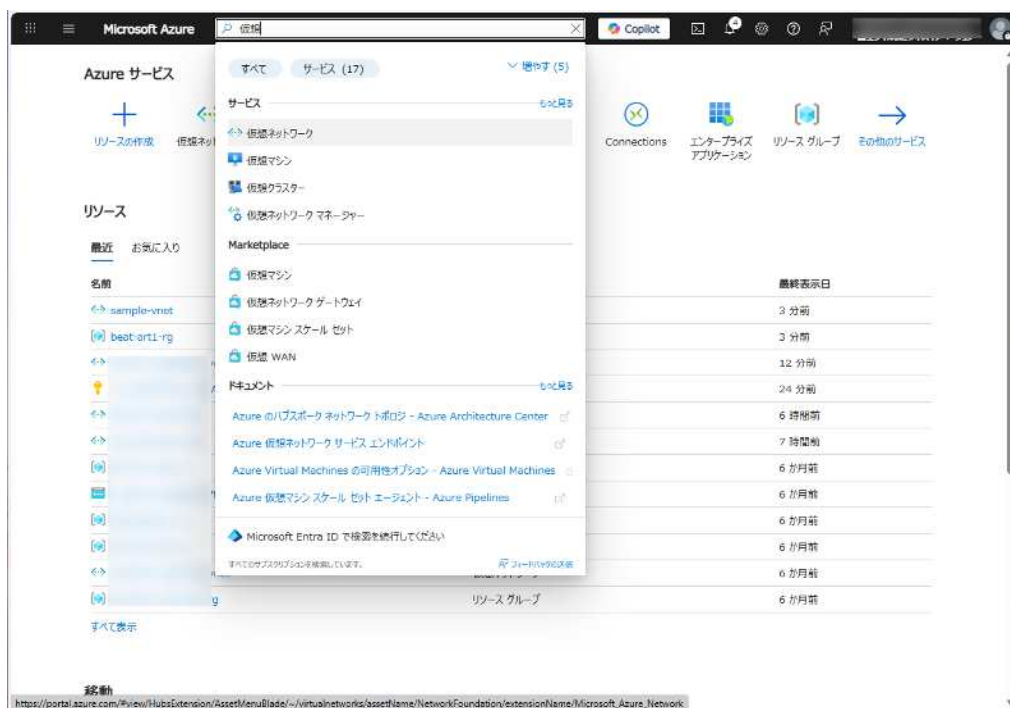 Microsoft Azure
仮想
Copilot
4
Azure サービス
すべて
サービス (17)
増やす (5)
サービス
もっと見る
リソースの作成
仮想ネット
仮想ネットワーク
Connections
エンタープライズ アプリケーション
リソース グループ
その他のサービス
仮想マシン
仮想クラスター
仮想ネットワーク マネージャー
リソース
最近
お気に入り
Marketplace
仮想マシン
仮想ネットワーク ゲートウェイ
仮想マシン スケール セット
仮想 WAN
名前
最終表示日
sample-vnet
3 分前
beat-art1-rg
3 分前
12 分前
24 分前
6 時間前
7 時間前
6 か月前
6 か月前
6 か月前
6 か月前
6 か月前
リソース グループ
6 か月前
ドキュメント
もっと見る
Azure のハブスポーク ネットワーク トポロジ - Azure Architecture Center
Azure 仮想ネットワーク サービス エンドポイント
Azure Virtual Machines の可用性オプション - Azure Virtual Machines
Azure 仮想マシン スケール セット エージェント - Azure Pipelines
Microsoft Entra ID で検索を続行してください
すべてのサブスクリプションを検索しています。
フィードバックの送信
すべて表示
移動
https://portal.azure.com/#view/HubsExtension/AssetMenuBlade/~/virtualnetworks/assetName/NetworkFoundation/extensionName/Microsoft_Azure_Network